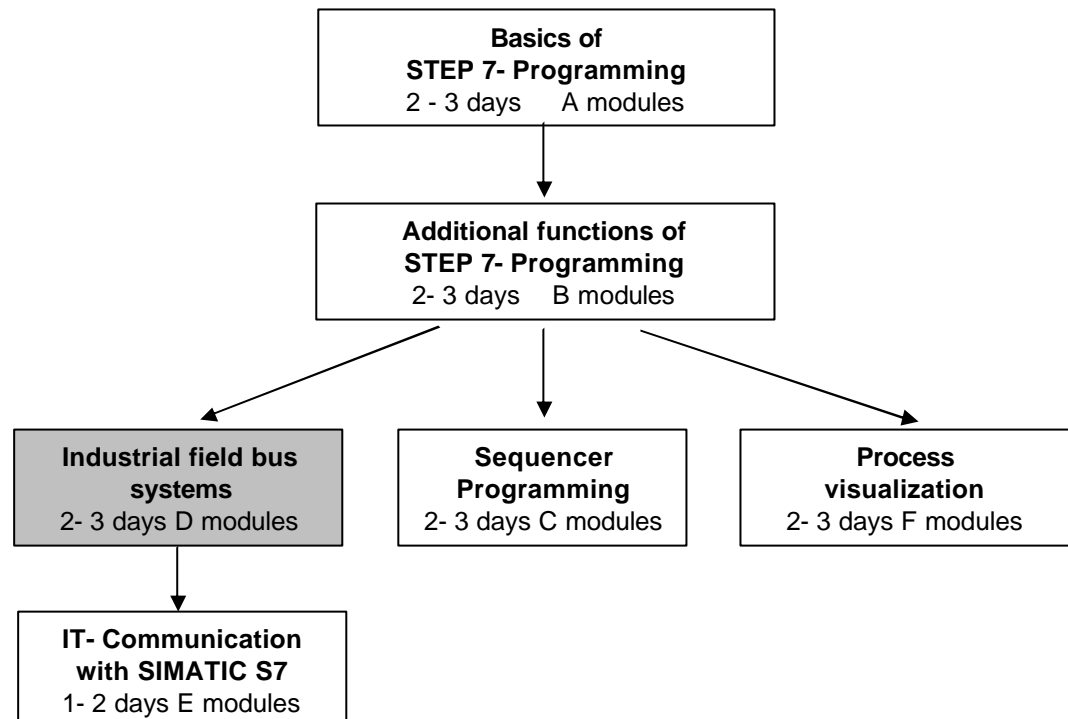 Basics of
STEP 7- Programming
2 - 3 days A modules
Additional functions of
STEP 7- Programming
2- 3 days B modules
Industrial field bus
systems
2- 3 days D modules
Sequencer
Programming
2- 3 days C modules
Process
visualization
2- 3 days F modules
IT- Communication
with SIMATIC S7
1- 2 days E modules